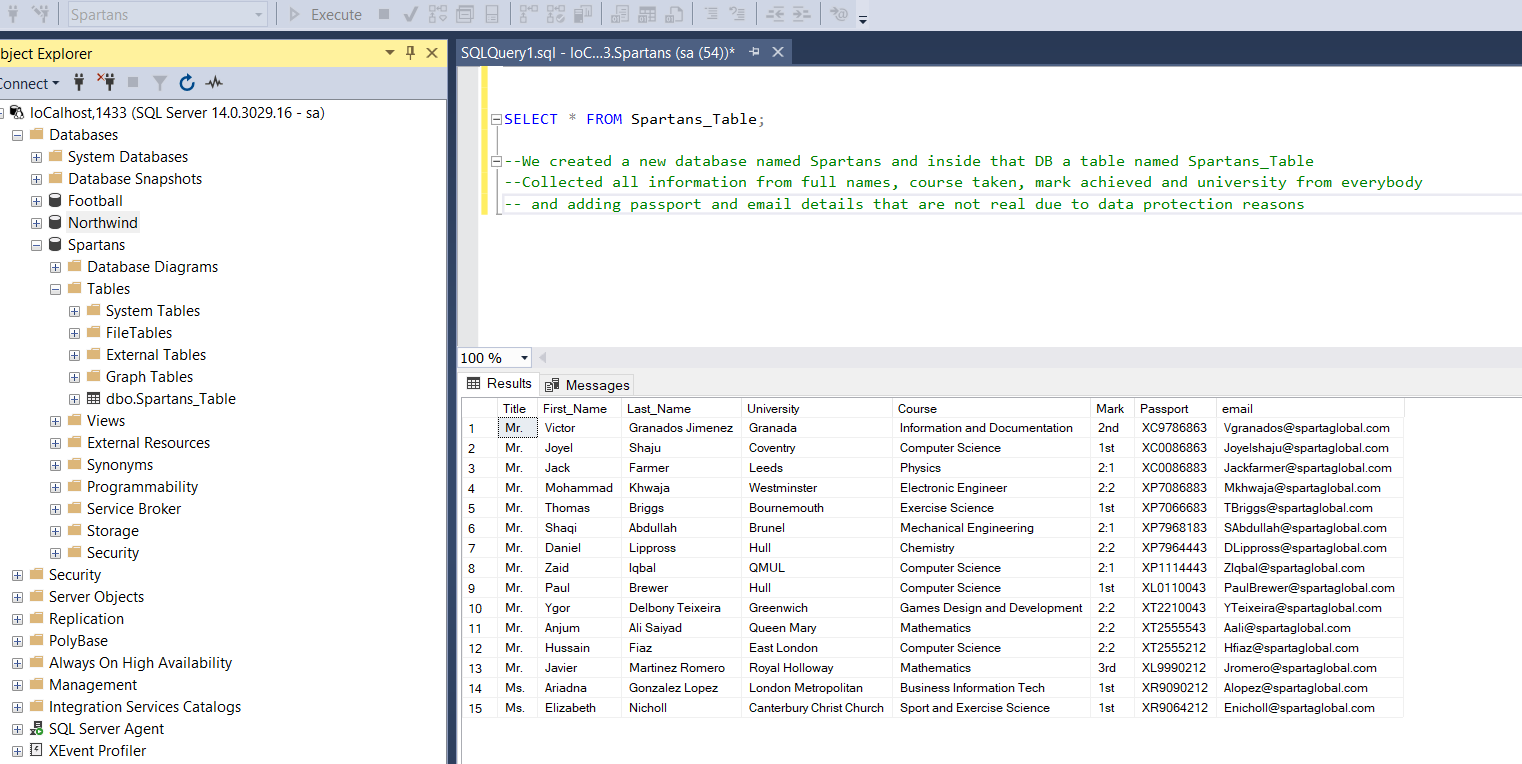 Spartans
Execute
bject Explorer
SQLQuery1.sql - loC...3.Spartans (sa (54))*
onnect
loCalhost,1433 (SQL Server 14.0.3029.16 - sa)
Databases
System Databases
Database Snapshots
Football
Northwind
Spartans
Database Diagrams
Tables
System Tables
FileTables
External Tables
Graph Tables
dbo.Spartans_Table
Views
External Resources
Synonyms
Programmability
Service Broker
Storage
Security
Security
Server Objects
Replication
PolyBase
Always On High Availability
Management
Integration Services Catalogs
SQL Server Agent
XEvent Profiler
SELECT * FROM Spartans_Table;
--We created a new database named Spartans and inside that DB a table named Spartans_Table
--Collected all information from full names, course taken, mark achieved and university from everybody
-- and adding passport and email details that are not real due to data protection reasons
100 %
Results Messages
Title First_Name Last_Name University Course Mark Passport email
1 Mr. Victor Granados Jimenez Granada Information and Documentation 2nd XC9786863 Vgranados@spartaglobal.com
2 Mr. Joyel Shaju Coventry Computer Science 1st XC0086863 Joyelshaju@spartaglobal.com
3 Mr. Jack Farmer Leeds Physics 2:1 XC0086883 Jackfarmer@spartaglobal.com
4 Mr. Mohammad Khwaja Westminster Electronic Engineer 2:2 XP7086883 Mkhwaja@spartaglobal.com
5 Mr. Thomas Briggs Bournemouth Exercise Science 1st XP7066683 TBriggs@spartaglobal.com
6 Mr. Shaqi Abdullah Brunel Mechanical Engineering 2:1 XP7968183 SAbdullah@spartaglobal.com
7 Mr. Daniel Lippross Hull Chemistry 2:2 XP7964443 DLippross@spartaglobal.com
8 Mr. Zaid Iqbal QMUL Computer Science 2:1 XP1114443 ZIqbal@spartaglobal.com
9 Mr. Paul Brewer Hull Computer Science 1st XL0110043 PaulBrewer@spartaglobal.com
10 Mr. Ygor Delbony Teixeira Greenwich Games Design and Development 2:2 XT2210043 YTeixeira@spartaglobal.com
11 Mr. Anjum Ali Saiyad Queen Mary Mathematics 2:2 XT2555543 Aali@spartaglobal.com
12 Mr. Hussain Fiaz East London Computer Science 2:2 XT2555212 Hfiaz@spartaglobal.com
13 Mr. Javier Martinez Romero Royal Holloway Mathematics 3rd XL9990212 Jromero@spartaglobal.com
14 Ms. Ariadna Gonzalez Lopez London Metropolitan Business Information Tech 1st XR9090212 Alopez@spartaglobal.com
15 Ms. Elizabeth Nicholl Canterbury Christ Church Sport and Exercise Science 1st XR9064212 Enicholl@spartaglobal.com